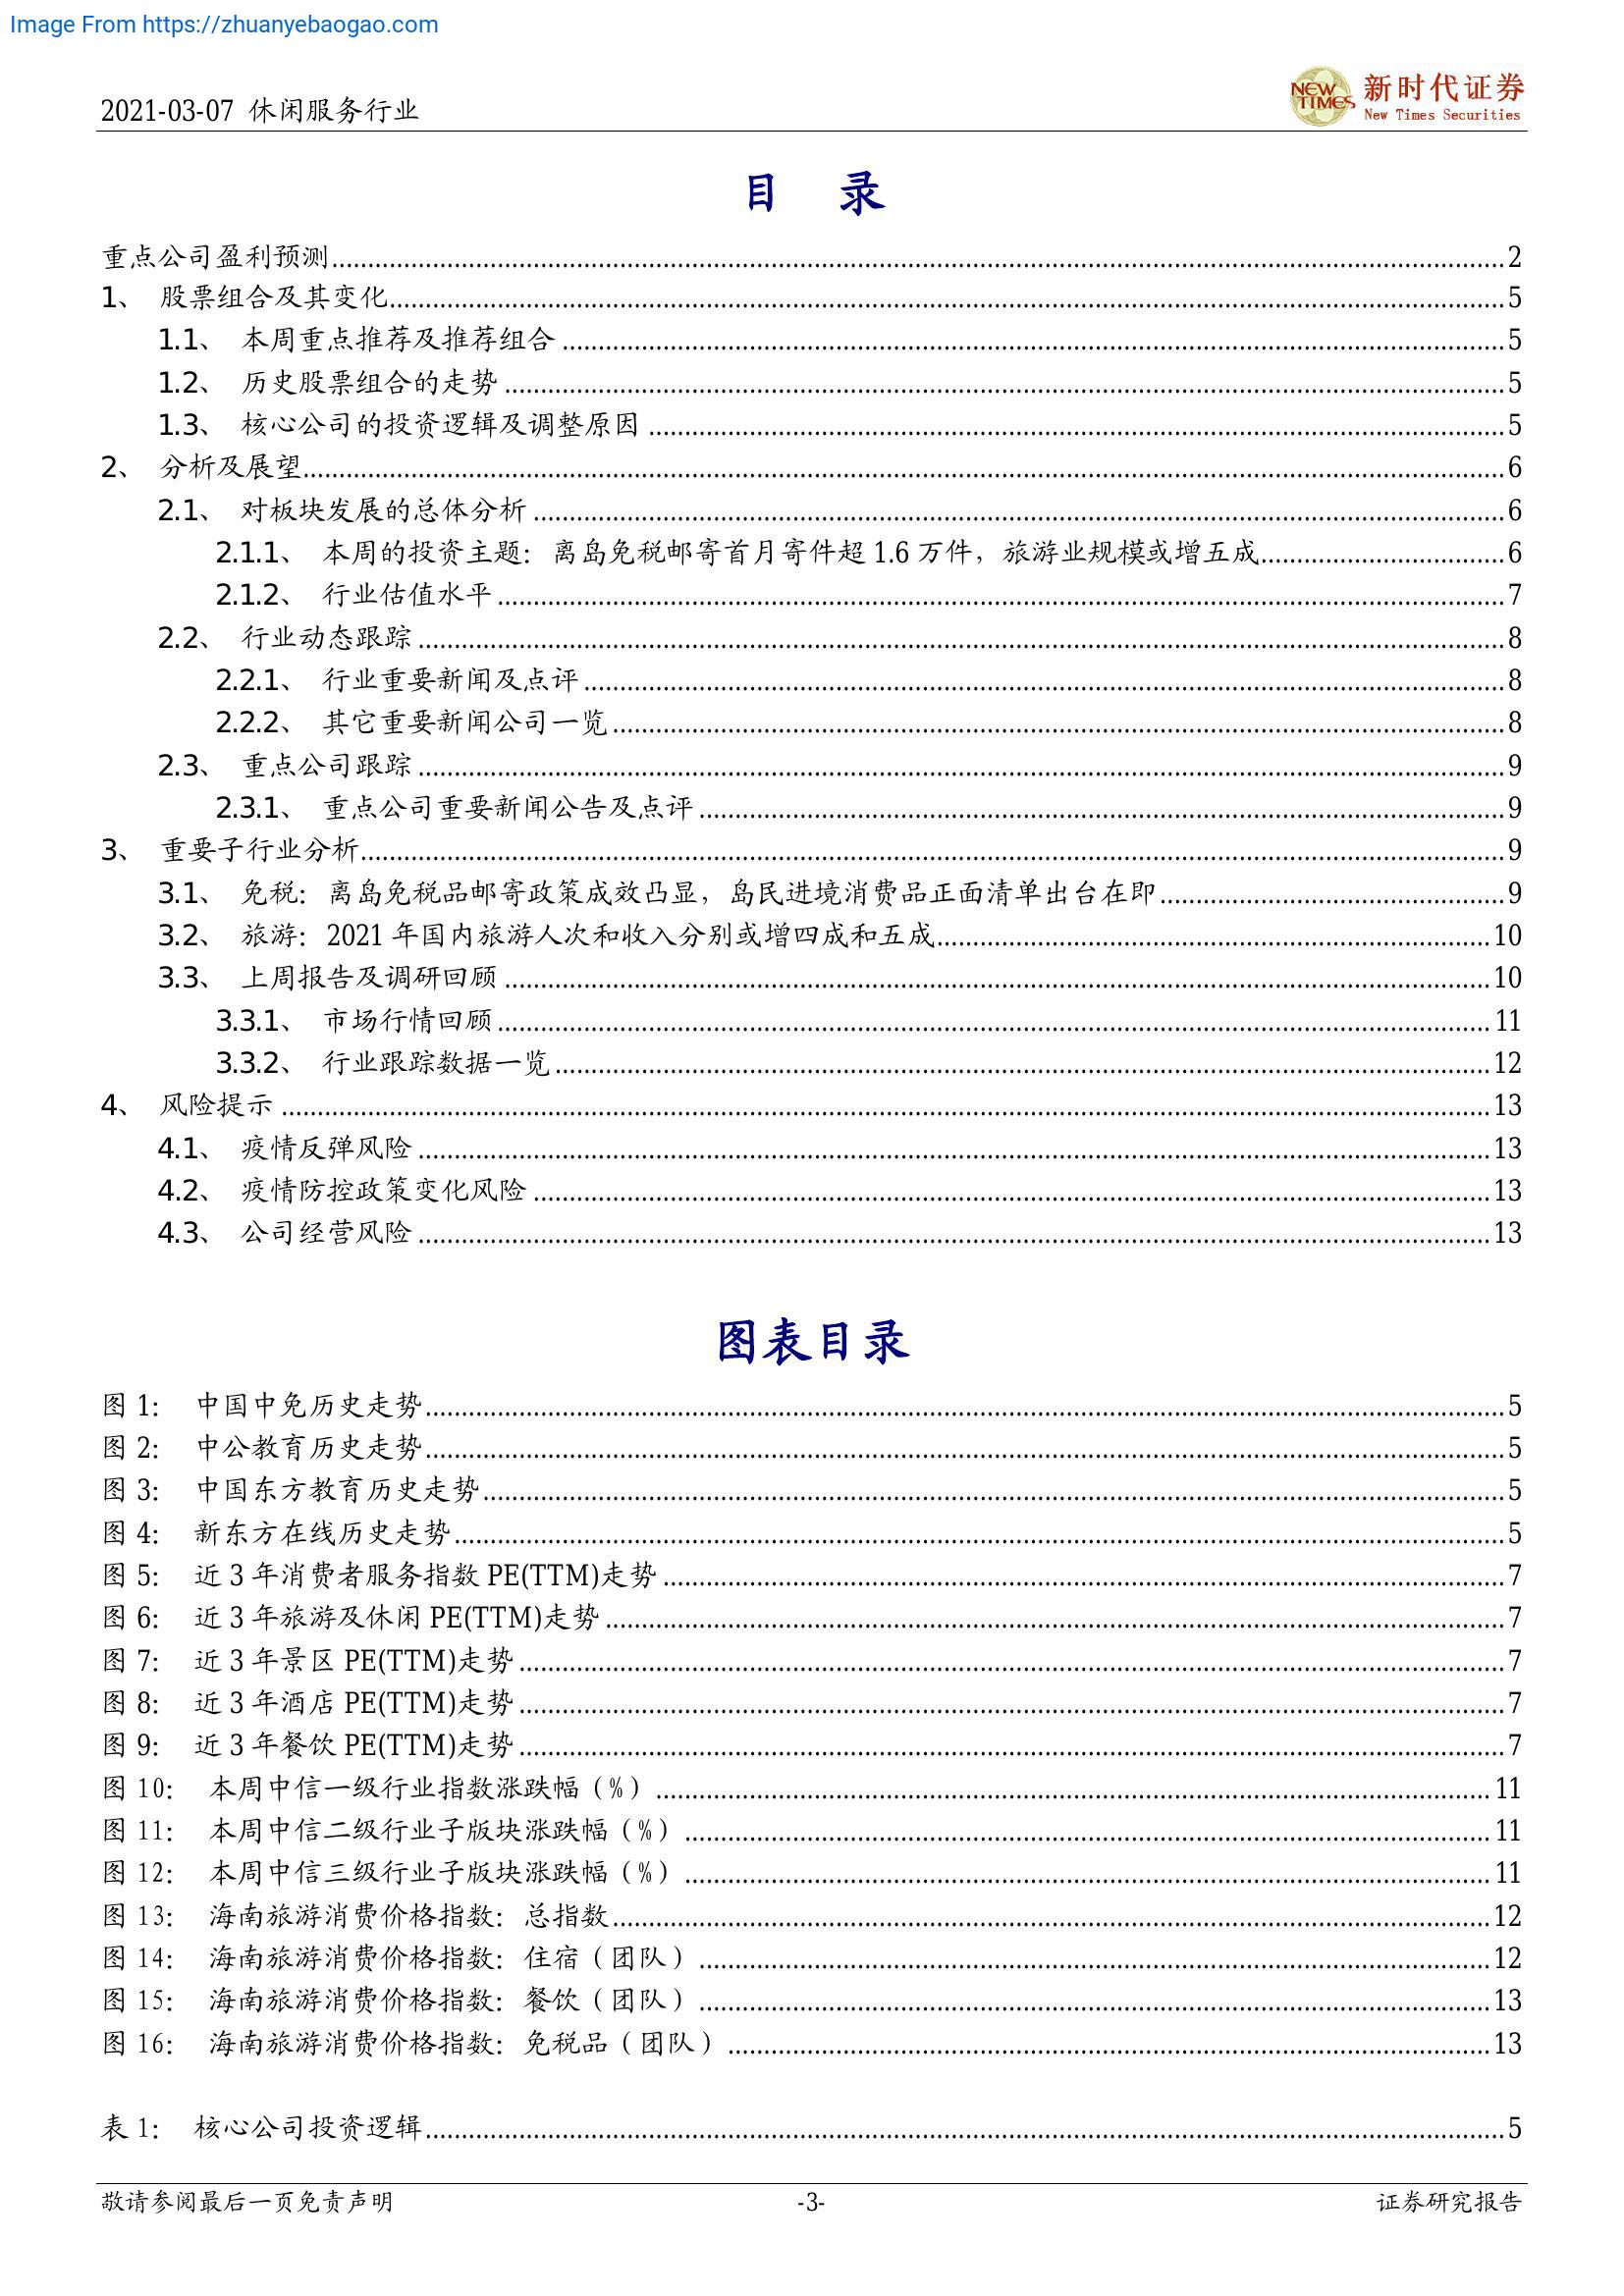 Image From https://zhuanyebaogao.com
2021-03-07 休闲服务行业
NEW TIMES 新时代证券
New Times Securities
目 录
重点公司盈利预测 2
1、 股票组合及其变化 5
1.1、 本周重点推荐及推荐组合 5
1.2、 历史股票组合的走势 5
1.3、 核心公司的投资逻辑及调整原因 5
2、 分析及展望 6
2.1、 对板块发展的总体分析 6
2.1.1、 本周的投资主题：离岛免税邮寄首月寄件超 1.6 万件，旅游业规模或增五成 6
2.1.2、 行业估值水平 7
2.2、 行业动态跟踪 8
2.2.1、 行业重要新闻及点评 8
2.2.2、 其它重要新闻公司一览 8
2.3、 重点公司跟踪 9
2.3.1、 重点公司重要新闻公告及点评 9
3、 重要子行业分析 9
3.1、 免税：离岛免税品邮寄政策成效凸显，岛民进境消费品正面清单出台在即 9
3.2、 旅游：2021 年国内旅游人次和收入分别或增四成和五成 10
3.3、 上周报告及调研回顾 10
3.3.1、 市场行情回顾 11
3.3.2、 行业跟踪数据一览 12
4、 风险提示 13
4.1、 疫情反弹风险 13
4.2、 疫情防控政策变化风险 13
4.3、 公司经营风险 13
图表目录
图 1： 中国中免历史走势 5
图 2： 中公教育历史走势 5
图 3： 中国东方教育历史走势 5
图 4： 新东方在线历史走势 5
图 5： 近 3 年消费者服务指数 PE(TTM)走势 7
图 6： 近 3 年旅游及休闲 PE(TTM)走势 7
图 7： 近 3 年景区 PE(TTM)走势 7
图 8： 近 3 年酒店 PE(TTM)走势 7
图 9： 近 3 年餐饮 PE(TTM)走势 7
图 10： 本周中信一级行业指数涨跌幅（%） 11
图 11： 本周中信二级行业子版块涨跌幅（%） 11
图 12： 本周中信三级行业子版块涨跌幅（%） 11
图 13： 海南旅游消费价格指数：总指数 12
图 14： 海南旅游消费价格指数：住宿（团队） 12
图 15： 海南旅游消费价格指数：餐饮（团队） 13
图 16： 海南旅游消费价格指数：免税品（团队） 13
表 1： 核心公司投资逻辑 5
敬请参阅最后一页免责声明 -3- 证券研究报告